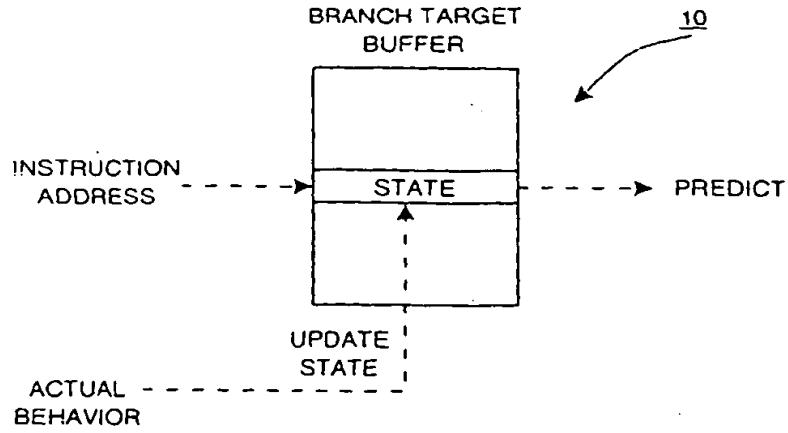 BRANCH TARGET
BUFFER
10
INSTRUCTION
ADDRESS
STATE
PREDICT
UPDATE
STATE
ACTUAL
BEHAVIOR